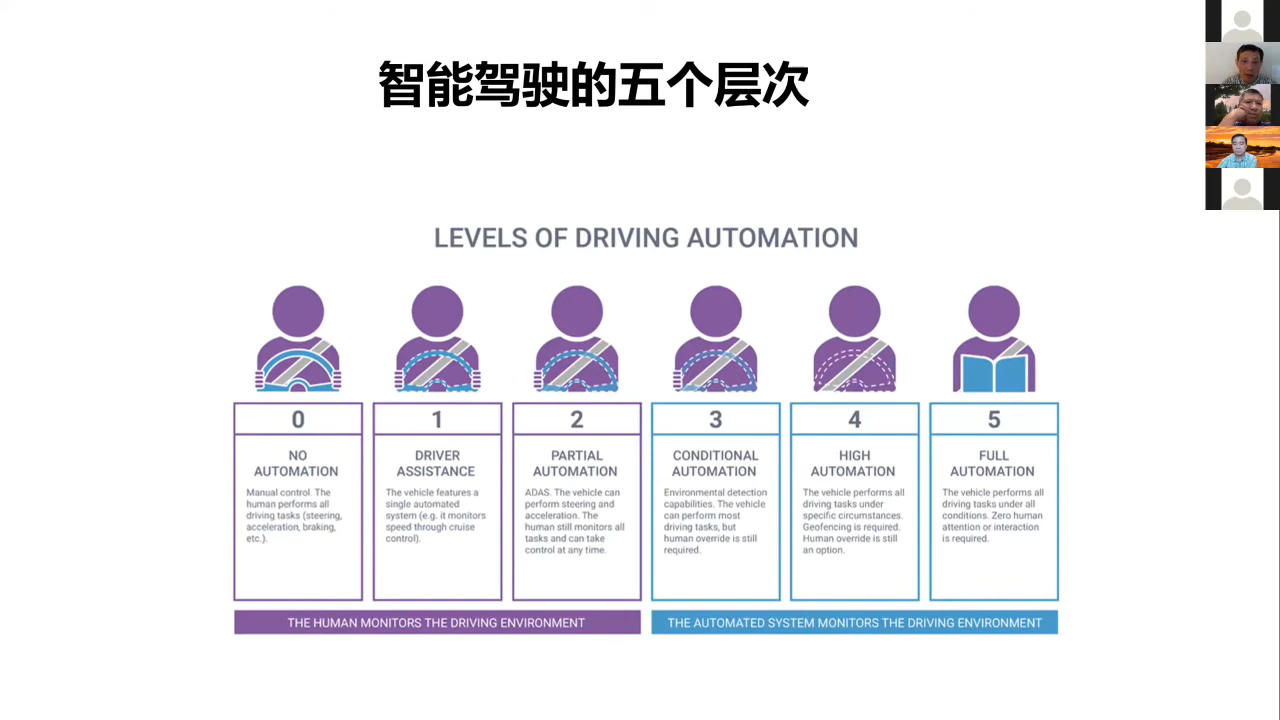 智能驾驶的五个层次
LEVELS OF DRIVING AUTOMATION
0
NO
AUTOMATION
Manual control. The
human performs all
driving tasks (steering,
acceleration, braking,
etc.).
1
DRIVER
ASSISTANCE
The vehicle features a
single automated
system (e.g. it monitors
speed through cruise
control).
2
PARTIAL
AUTOMATION
ADAS. The vehicle can
perform steering and
acceleration. The
human still monitors all
tasks and can take
control at any time.
3
CONDITIONAL
AUTOMATION
Environmental detection
capabilities. The vehicle
can perform most
driving tasks, but
human override is still
required.
4
HIGH
AUTOMATION
The vehicle performs all
driving tasks under
specific circumstances.
Geofencing is required.
Human override is still
an option.
5
FULL
AUTOMATION
The vehicle performs all
driving tasks under all
conditions. Zero human
attention or interaction
is required.
THE HUMAN MONITORS THE DRIVING ENVIRONMENT
THE AUTOMATED SYSTEM MONITORS THE DRIVING ENVIRONMENT